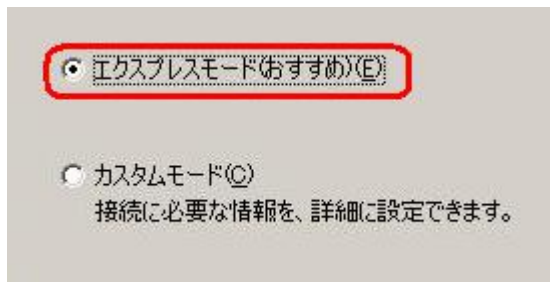 エクスプレスモード(おすすめ)(E)
カスタムモード(C)
接続に必要な情報を、詳細に設定できます。